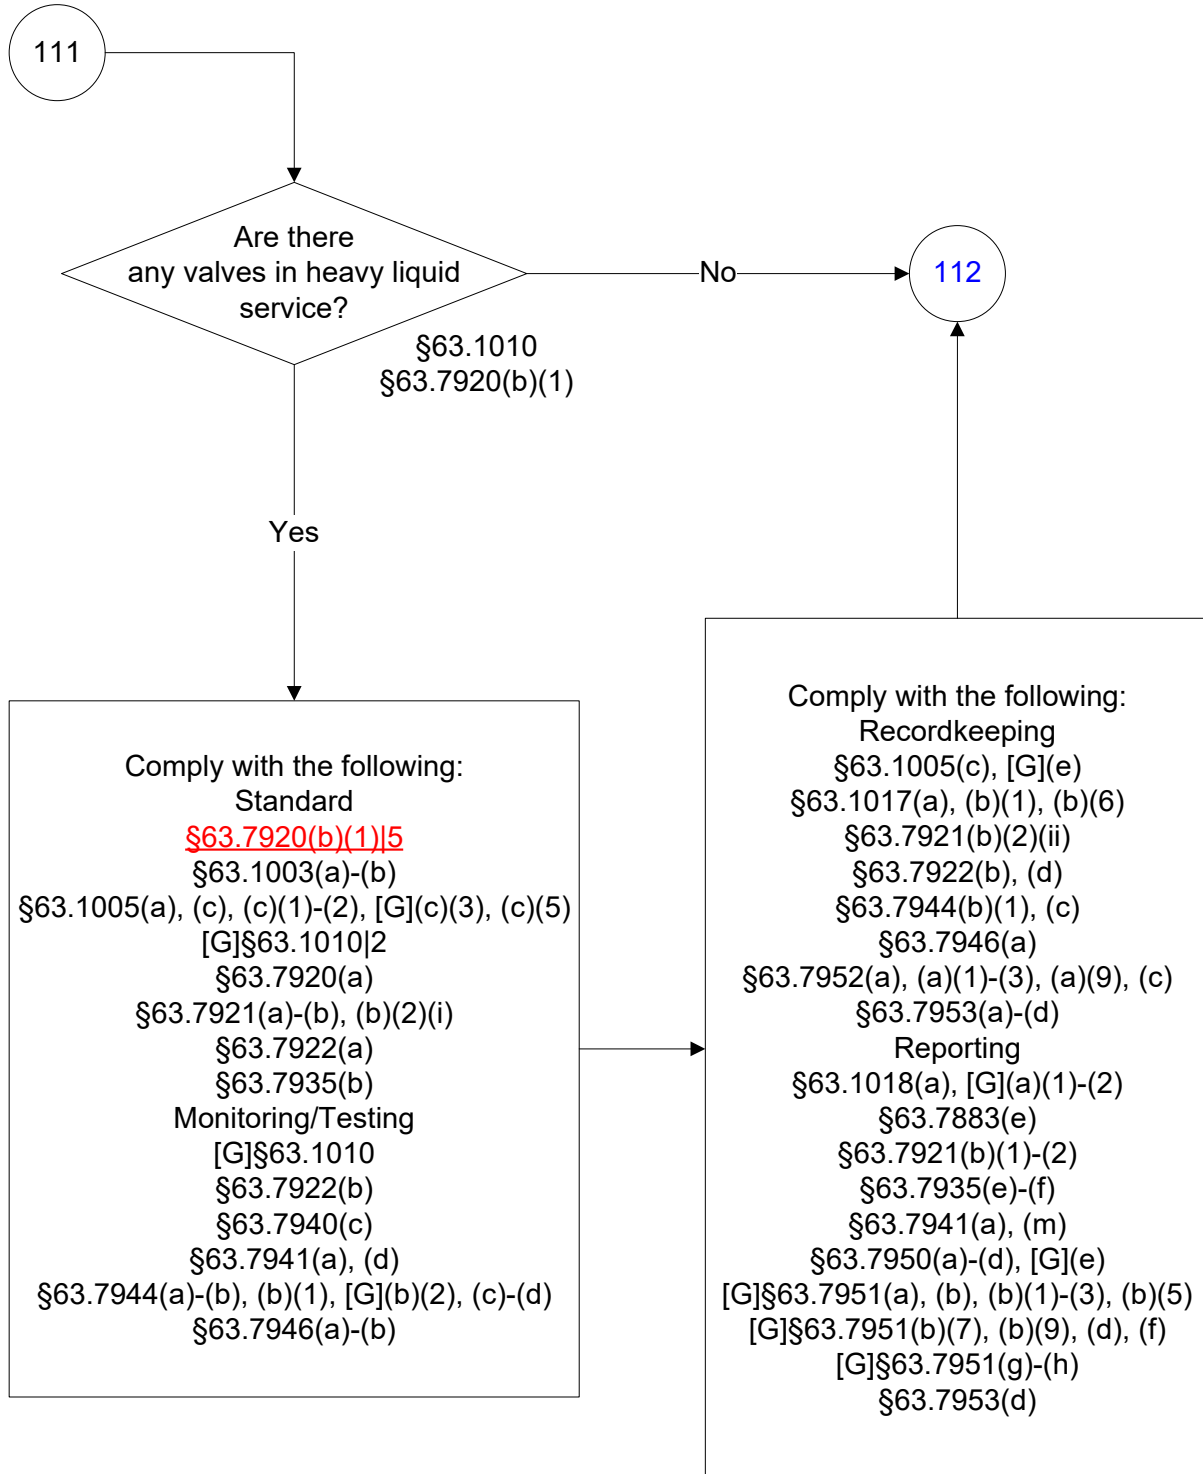 111
Are there
any valves in heavy liquid
service?
No
112
§63.1010
§63.7920(b)(1)
Yes
Comply with the following:
Standard
§63.7920(b)(1)|5
§63.1003(a)-(b)
§63.1005(a), (c), (c)(1)-(2), [G](c)(3), (c)(5)
[G]§63.1010|2
§63.7920(a)
§63.7921(a)-(b), (b)(2)(i)
§63.7922(a)
§63.7935(b)
Monitoring/Testing
[G]§63.1010
§63.7922(b)
§63.7940(c)
§63.7941(a), (d)
§63.7944(a)-(b), (b)(1), [G](b)(2), (c)-(d)
§63.7946(a)-(b)
Comply with the following:
Recordkeeping
§63.1005(c), [G](e)
§63.1017(a), (b)(1), (b)(6)
§63.7921(b)(2)(ii)
§63.7922(b), (d)
§63.7944(b)(1), (c)
§63.7946(a)
§63.7952(a), (a)(1)-(3), (a)(9), (c)
§63.7953(a)-(d)
Reporting
§63.1018(a), [G](a)(1)-(2)
§63.7883(e)
§63.7921(b)(1)-(2)
§63.7935(e)-(f)
§63.7941(a), (m)
§63.7950(a)-(d), [G](e)
[G]§63.7951(a), (b), (b)(1)-(3), (b)(5)
[G]§63.7951(b)(7), (b)(9), (d), (f)
[G]§63.7951(g)-(h)
§63.7953(d)